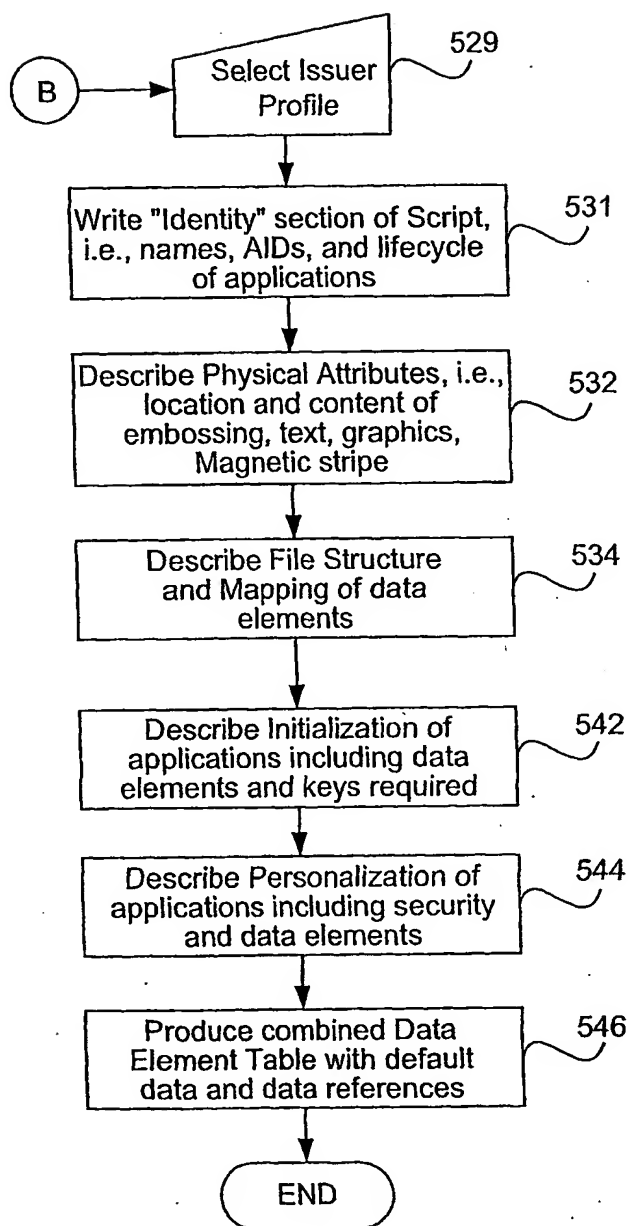 529
B
Select Issuer
Profile
531
Write "Identity" section of Script,
i.e., names, AIDs, and lifecycle
of applications
532
Describe Physical Attributes, i.e.,
location and content of
embossing, text, graphics,
Magnetic stripe
534
Describe File Structure
and Mapping of data
elements
542
Describe Initialization of
applications including data
elements and keys required
544
Describe Personalization of
applications including security
and data elements
546
Produce combined Data
Element Table with default
data and data references
END